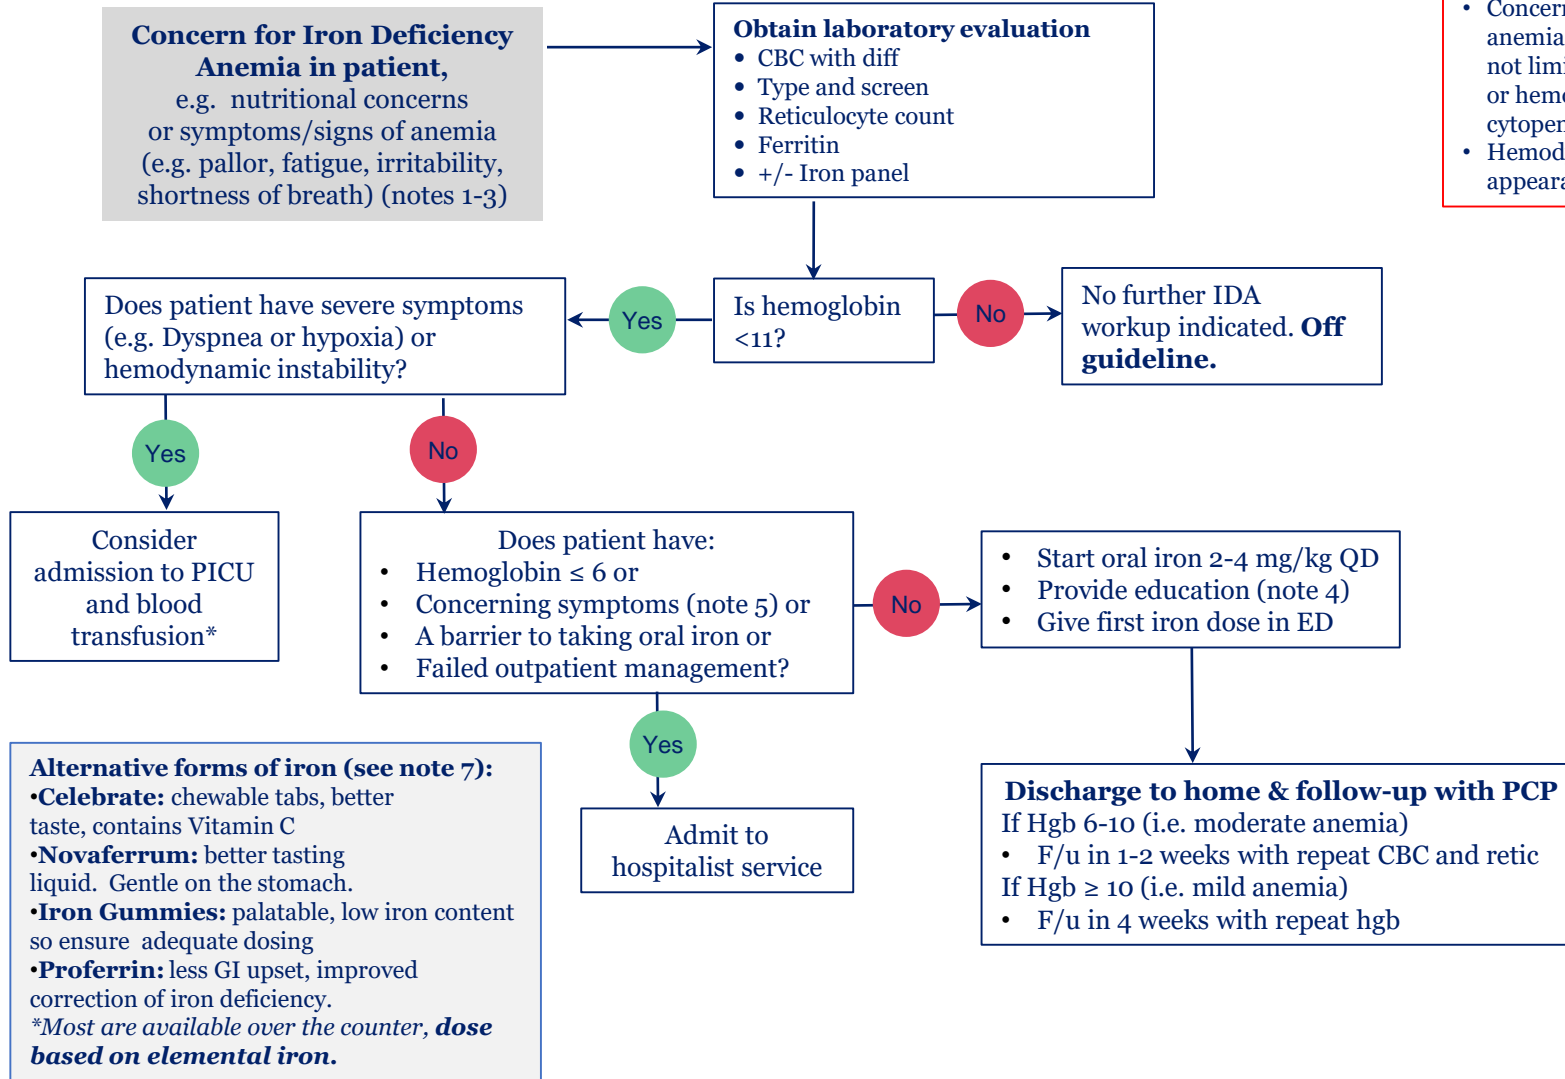 Concern for Iron Deficiency
Anemia in patient,
e.g. nutritional concerns
or symptoms/signs of anemia
(e.g. pallor, fatigue, irritability,
shortness of breath) (notes 1-3)
Obtain laboratory evaluation
• CBC with diff
• Type and screen
• Reticulocyte count
• Ferritin
• +/- Iron panel
• Concern
anemia
not limi
or hemo
cytopen
• Hemod
appeara
Does patient have severe symptoms
(e.g. Dyspnea or hypoxia) or
hemodynamic instability?
Yes
Is hemoglobin
<11?
No
No further IDA
workup indicated. Off
guideline.
Yes
No
Consider
admission to PICU
and blood
transfusion*
Does patient have:
• Hemoglobin ≤ 6 or
• Concerning symptoms (note 5) or
• A barrier to taking oral iron or
• Failed outpatient management?
No
• Start oral iron 2-4 mg/kg QD
• Provide education (note 4)
• Give first iron dose in ED
Yes
Admit to
hospitalist service
Discharge to home & follow-up with PCP
If Hgb 6-10 (i.e. moderate anemia)
• F/u in 1-2 weeks with repeat CBC and retic
If Hgb ≥ 10 (i.e. mild anemia)
• F/u in 4 weeks with repeat hgb
Alternative forms of iron (see note 7):
•Celebrate: chewable tabs, better
taste, contains Vitamin C
•Novaferrum: better tasting
liquid. Gentle on the stomach.
•Iron Gummies: palatable, low iron content
so ensure adequate dosing
•Proferrin: less GI upset, improved
correction of iron deficiency.
*Most are available over the counter, dose
based on elemental iron.